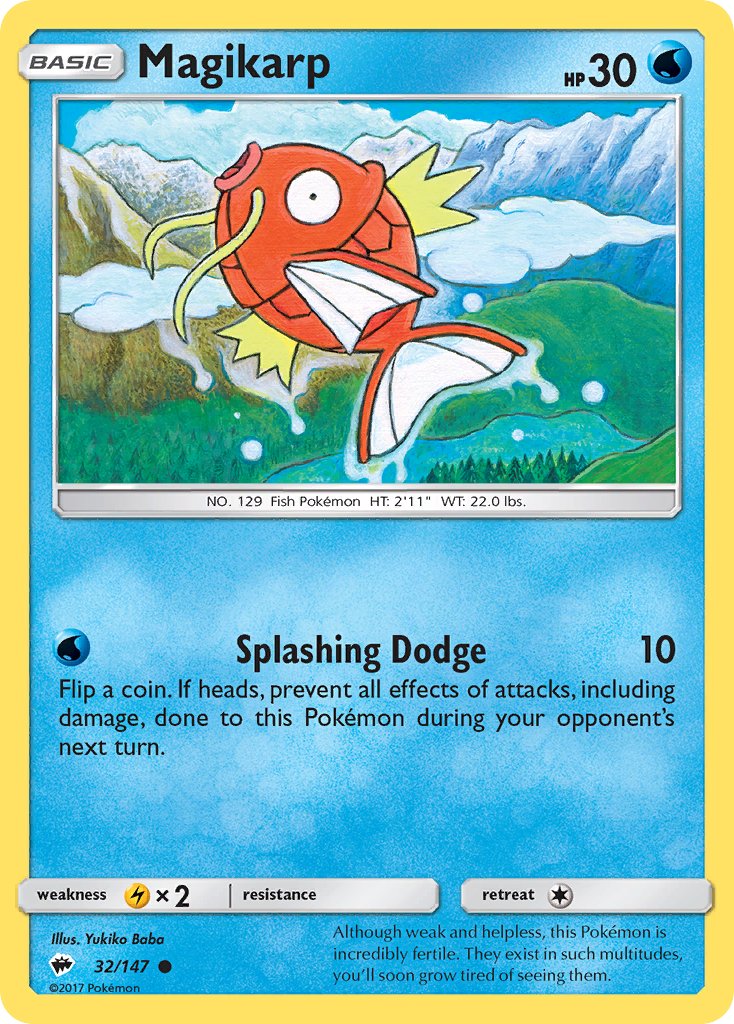 BASIC Magikarp HP 30
NO. 129 Fish Pokémon HT: 2'11" WT: 22.0 lbs.
Splashing Dodge 10
Flip a coin. If heads, prevent all effects of attacks, including
damage, done to this Pokémon during your opponent's
next turn.
weakness × 2 resistance retreat
Illus. Yukiko Baba
32/147
©2017 Pokémon
Although weak and helpless, this Pokémon is
incredibly fertile. They exist in such multitudes,
you'll soon grow tired of seeing them.